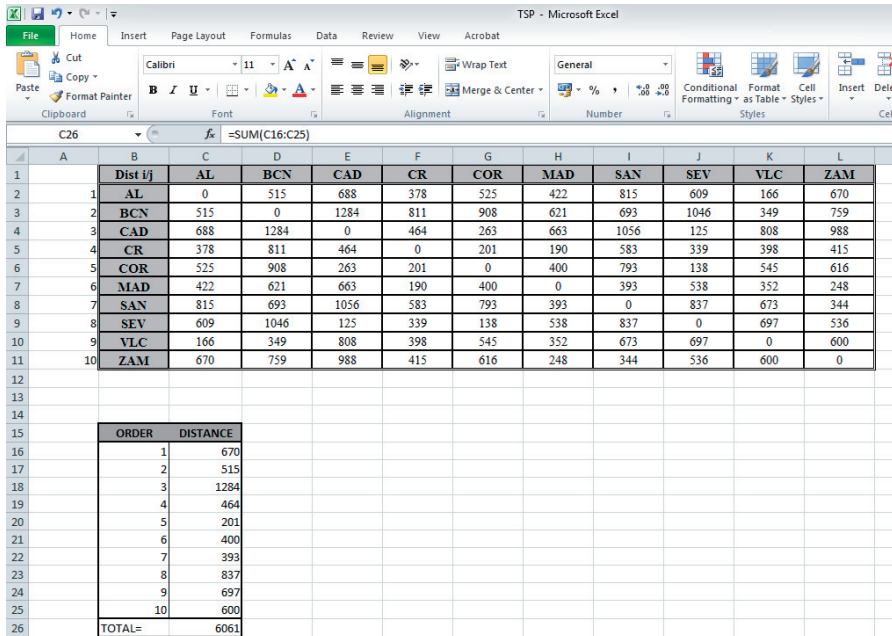 TSP - Microsoft Excel
File Home Insert Page Layout Formulas Data Review View Acrobat
Cut
Copy
Format Painter
Paste
Clipboard
Calibri 11 A A
B I U A
Font
Wrap Text
Merge & Center
Alignment
General
% , .0 .00 .00 .0
Number
Conditional Formatting
Format as Table
Cell Styles
Styles
Insert Dele
Cel
C26 fx =SUM(C16:C25)
A B C D E F G H I J K L
1 Dist i/j AL BCN CAD CR COR MAD SAN SEV VLC ZAM
2 1 AL 0 515 688 378 525 422 815 609 166 670
3 2 BCN 515 0 1284 811 908 621 693 1046 349 759
4 3 CAD 688 1284 0 464 263 663 1056 125 808 988
5 4 CR 378 811 464 0 201 190 583 339 398 415
6 5 COR 525 908 263 201 0 400 793 138 545 616
7 6 MAD 422 621 663 190 400 0 393 538 352 248
8 7 SAN 815 693 1056 583 793 393 0 837 673 344
9 8 SEV 609 1046 125 339 138 538 837 0 697 536
10 9 VLC 166 349 808 398 545 352 673 697 0 600
11 10 ZAM 670 759 988 415 616 248 344 536 600 0
12
13
14
15 ORDER DISTANCE
16 1 670
17 2 515
18 3 1284
19 4 464
20 5 201
21 6 400
22 7 393
23 8 837
24 9 697
25 10 600
26 TOTAL= 6061